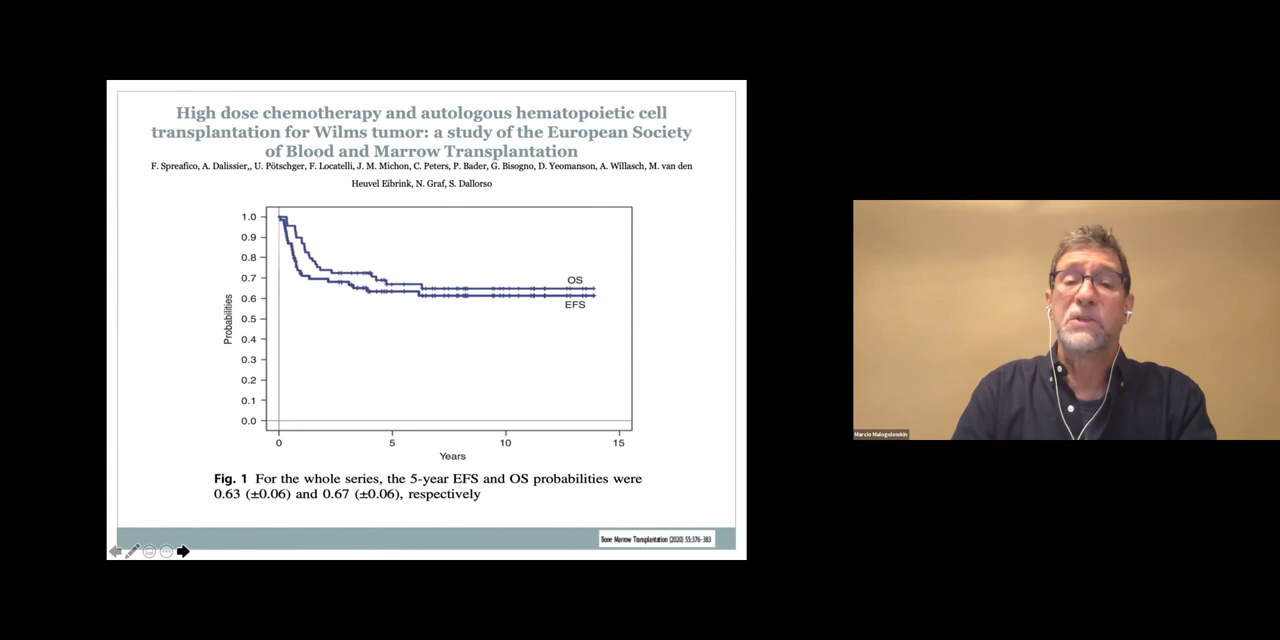 High dose chemotherapy and autologous hematopoietic cell
transplantation for Wilms tumor: a study of the European Society
of Blood and Marrow Transplantation
F. Spreafico, A. Dalissier,, U. Pötschger, F. Locatelli, J. M. Michon, C. Peters, P. Bader, G. Bisogno, D. Yeomanson, A. Willasch, M. van den
Heuvel Eibrink, N. Graf, S. Dallorso
1.0
0.9
0.8
0.7
0.6
0.5
0.4
0.3
0.2
0.1
0.0
Probabilities
OS
EFS
0
5
10
15
Years
Fig. 1 For the whole series, the 5-year EFS and OS probabilities were
0.63 (±0.06) and 0.67 (±0.06), respectively
Bone Marrow Transplantation (2020) 55:376-383
Marcio Malogolowkin